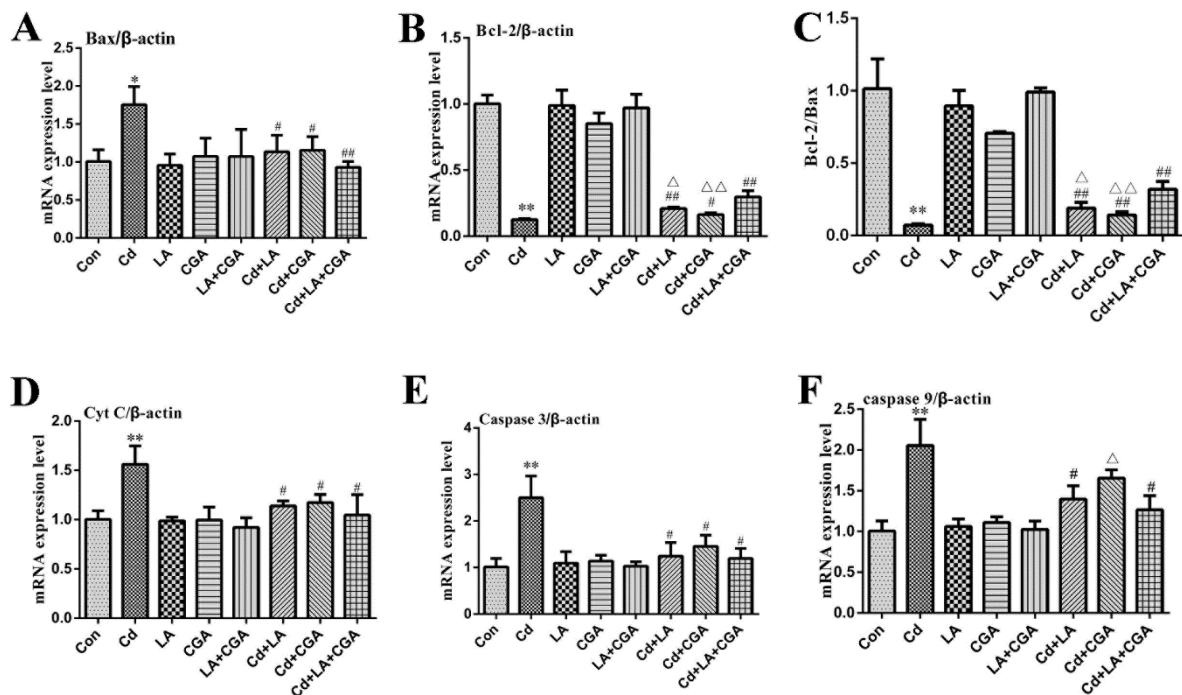 A
Bax/β-actin
mRNA expression level
2.5
2.0
1.5
1.0
0.5
0.0
*
#
#
##
Con
Cd
LA
CGA
LA+CGA
Cd+LA
Cd+CGA
Cd+LA+CGA
B
Bcl-2/β-actin
mRNA expression level
1.5
1.0
0.5
0.0
**
△
##
△△
#
##
Con
Cd
LA
CGA
LA+CGA
Cd+LA
Cd+CGA
Cd+LA+CGA
C
Bcl-2/Bax
1.5
1.0
0.5
0.0
**
△
##
△△
##
##
Con
Cd
LA
CGA
LA+CGA
Cd+LA
Cd+CGA
Cd+LA+CGA
D
Cyt C/β-actin
mRNA expression level
2.0
1.5
1.0
0.5
0.0
**
#
#
#
Con
Cd
LA
CGA
LA+CGA
Cd+LA
Cd+CGA
Cd+LA+CGA
E
Caspase 3/β-actin
mRNA expression level
4
3
2
1
0
**
#
#
#
Con
Cd
LA
CGA
LA+CGA
Cd+LA
Cd+CGA
Cd+LA+CGA
F
caspase 9/β-actin
mRNA expression level
2.5
2.0
1.5
1.0
0.5
0.0
**
#
△
#
Con
Cd
LA
CGA
LA+CGA
Cd+LA
Cd+CGA
Cd+LA+CGA